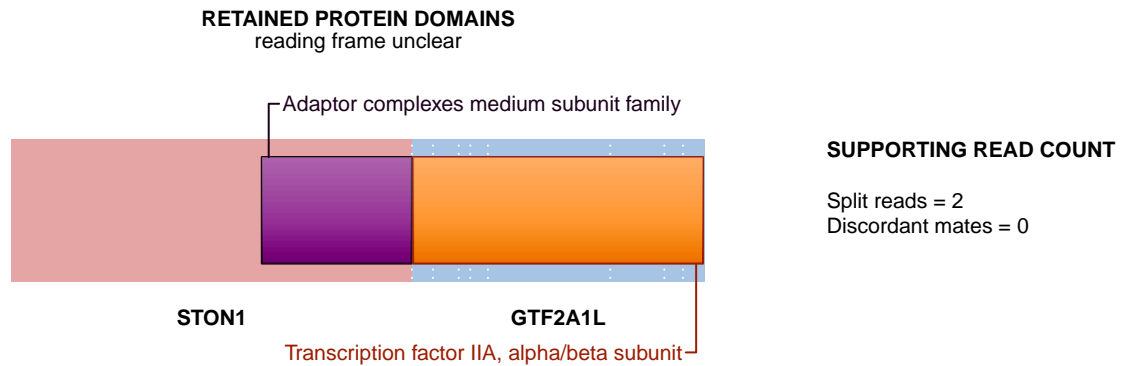 RETAINED PROTEIN DOMAINS
reading frame unclear
Adaptor complexes medium subunit family
SUPPORTING READ COUNT
Split reads = 2
Discordant mates = 0
STON1
GTF2A1L
Transcription factor IIA, alpha/beta subunit